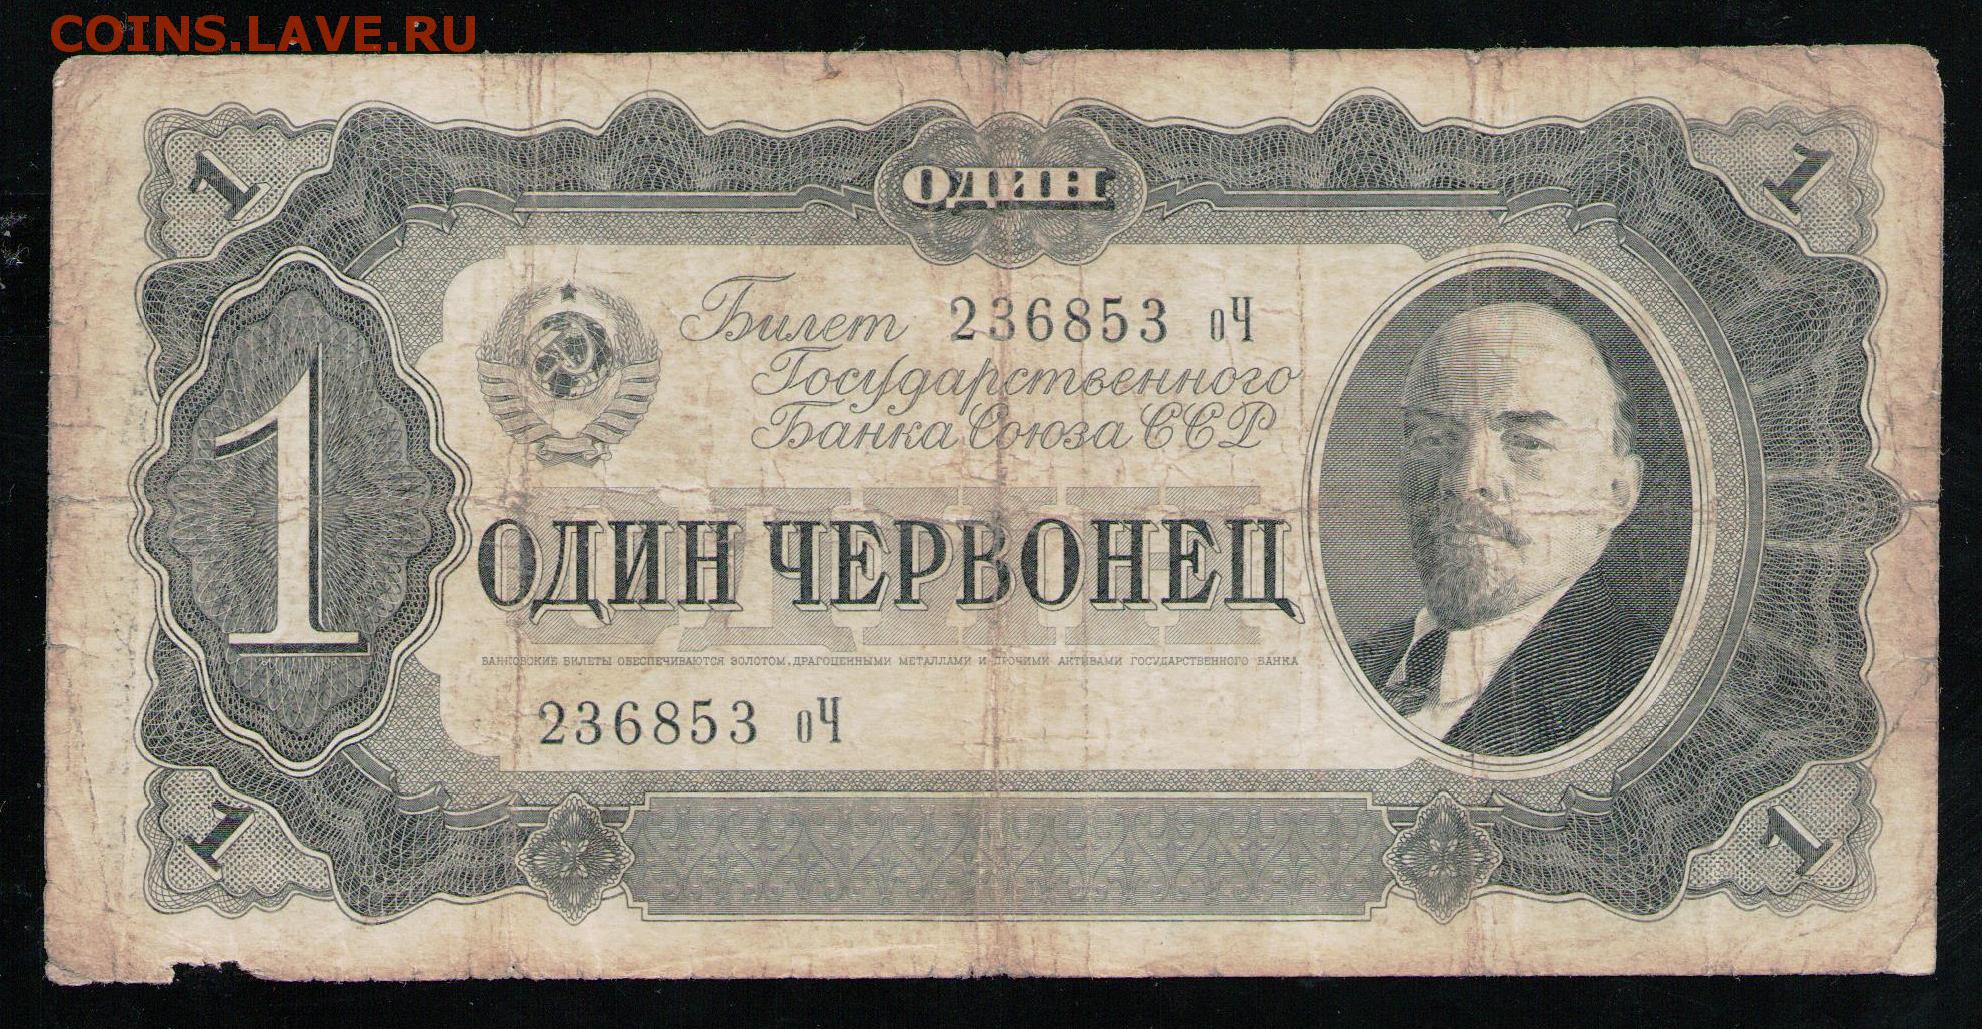 COINS.LAVE.RU
1 ОДИН 1
Билет 236853 оЧ
Государственного
Банка Союза ССР
1
ОДИН
ОДИН ЧЕРВОНЕЦ
БАНКОВСКИЕ БИЛЕТЫ ОБЕСПЕЧИВАЮТСЯ ЗОЛОТОМ, ДРАГОЦЕННЫМИ МЕТАЛЛАМИ И ПРОЧИМИ АКТИВАМИ ГОСУДАРСТВЕННОГО БАНКА
236853 оЧ
1 1